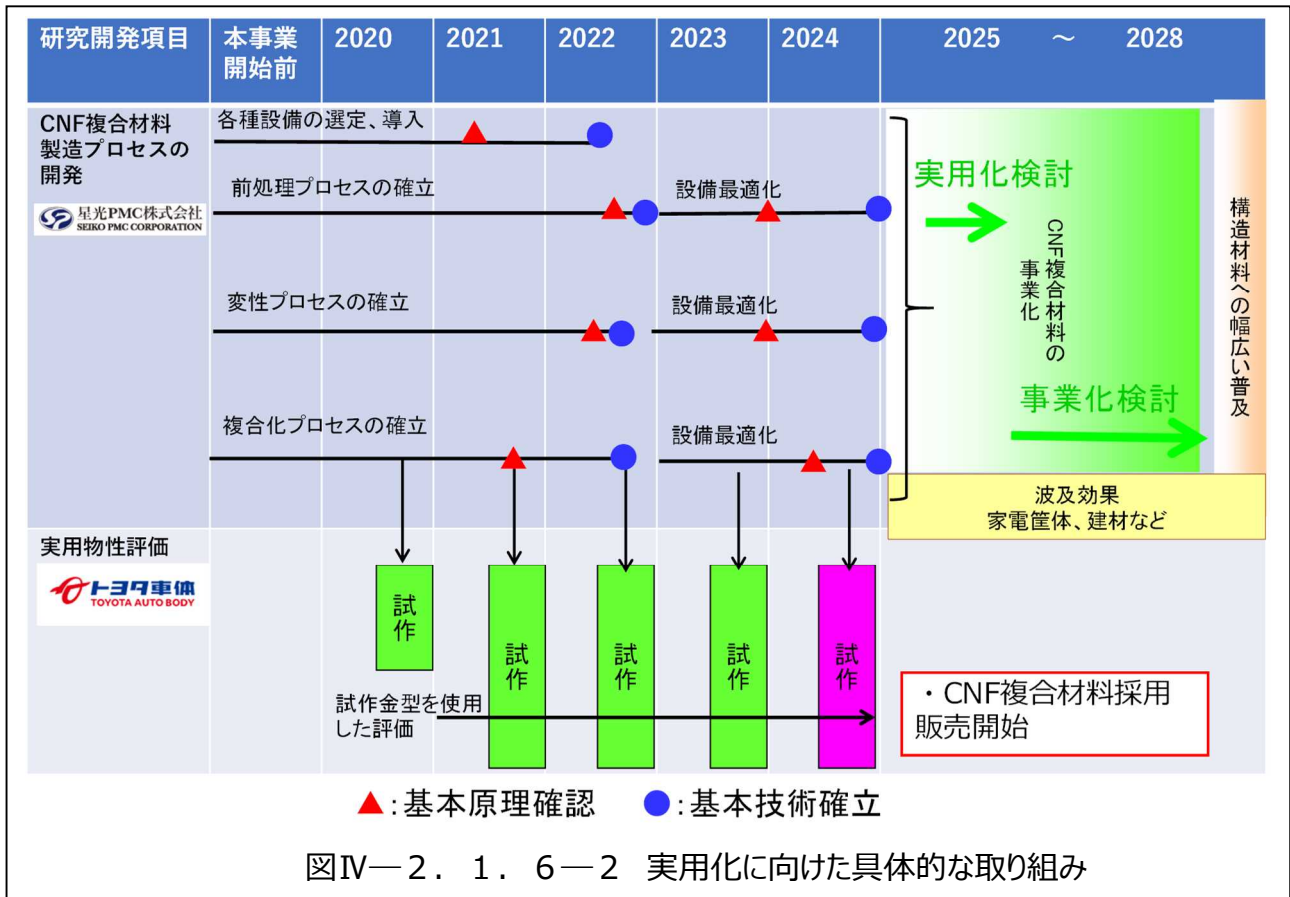 研究開発項目
本事業
開始前
2020
2021
2022
2023
2024
2025 ～ 2028
CNF複合材料
製造プロセスの
開発
星光PMC株式会社
SEIKO PMC CORPORATION
各種設備の選定、導入
前処理プロセスの確立
設備最適化
変性プロセスの確立
設備最適化
複合化プロセスの確立
設備最適化
実用化検討
CNF複合材料の
事業化
事業化検討
構造材料への幅広い普及
波及効果
家電筐体、建材など
実用物性評価
トヨタ車体
TOYOTA AUTO BODY
試作
試作
試作
試作
試作
試作金型を使用
した評価
・CNF複合材料採用
販売開始
▲:基本原理確認 ●:基本技術確立
図Ⅳ―２．１．６―２ 実用化に向けた具体的な取り組み